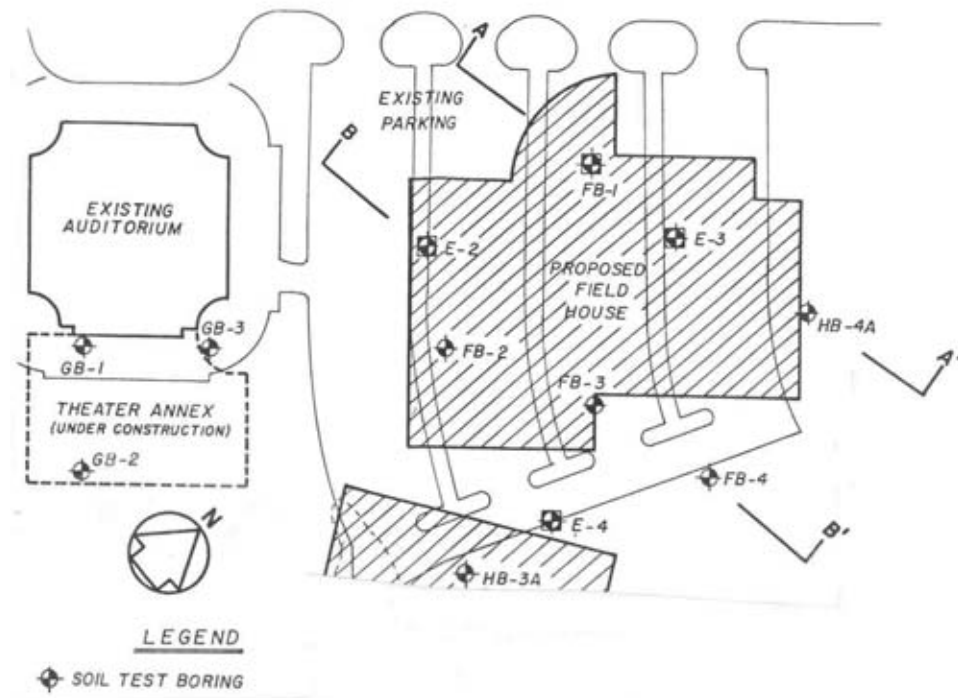 A
EXISTING
PARKING
B
FB-1
EXISTING
AUDITORIUM
E-2
E-3
PROPOSED
FIELD
HOUSE
GB-3
HB-4A
GB-1
FB-2
A'
FB-3
THEATER ANNEX
(UNDER CONSTRUCTION)
GB-2
FB-4
N
E-4
B'
HB-3A
LEGEND
SOIL TEST BORING